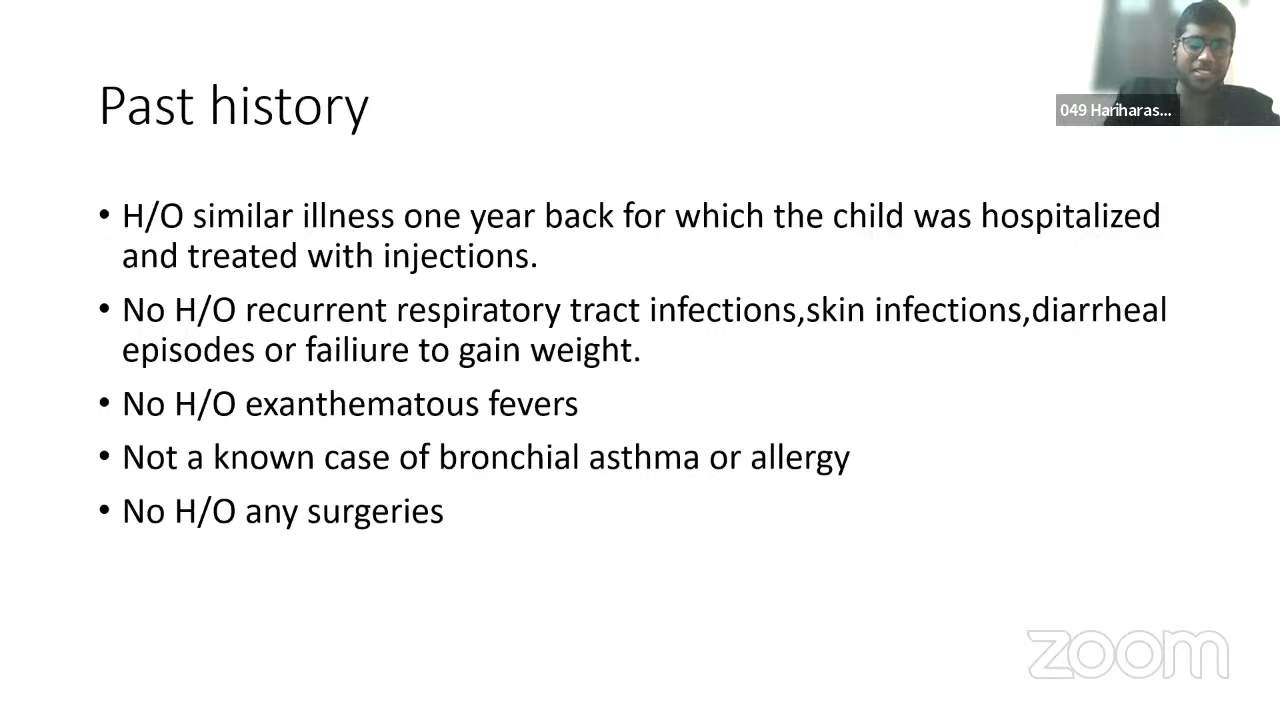 Past history
049 Hariharas...
• H/O similar illness one year back for which the child was hospitalized
and treated with injections.
• No H/O recurrent respiratory tract infections,skin infections,diarrheal
episodes or failiure to gain weight.
• No H/O exanthematous fevers
• Not a known case of bronchial asthma or allergy
• No H/O any surgeries
zoom